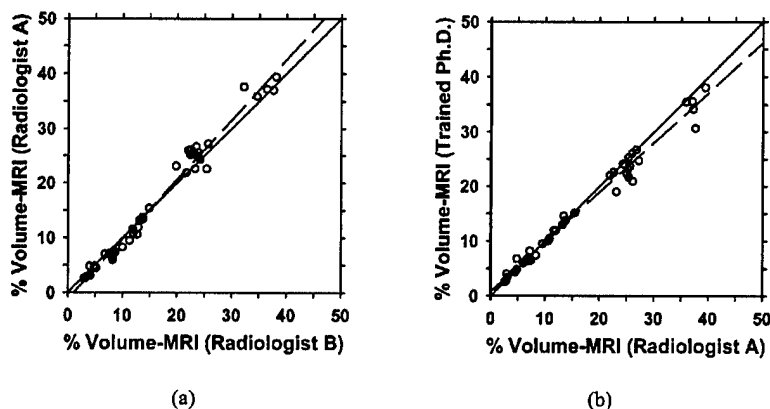 50
40
30
20
10
0
0 10 20 30 40 50
% Volume-MRI (Radiologist A)
% Volume-MRI (Radiologist B)
(a)
50
40
30
20
10
0
0 10 20 30 40 50
% Volume-MRI (Trained Ph.D.)
% Volume-MRI (Radiologist A)
(b)